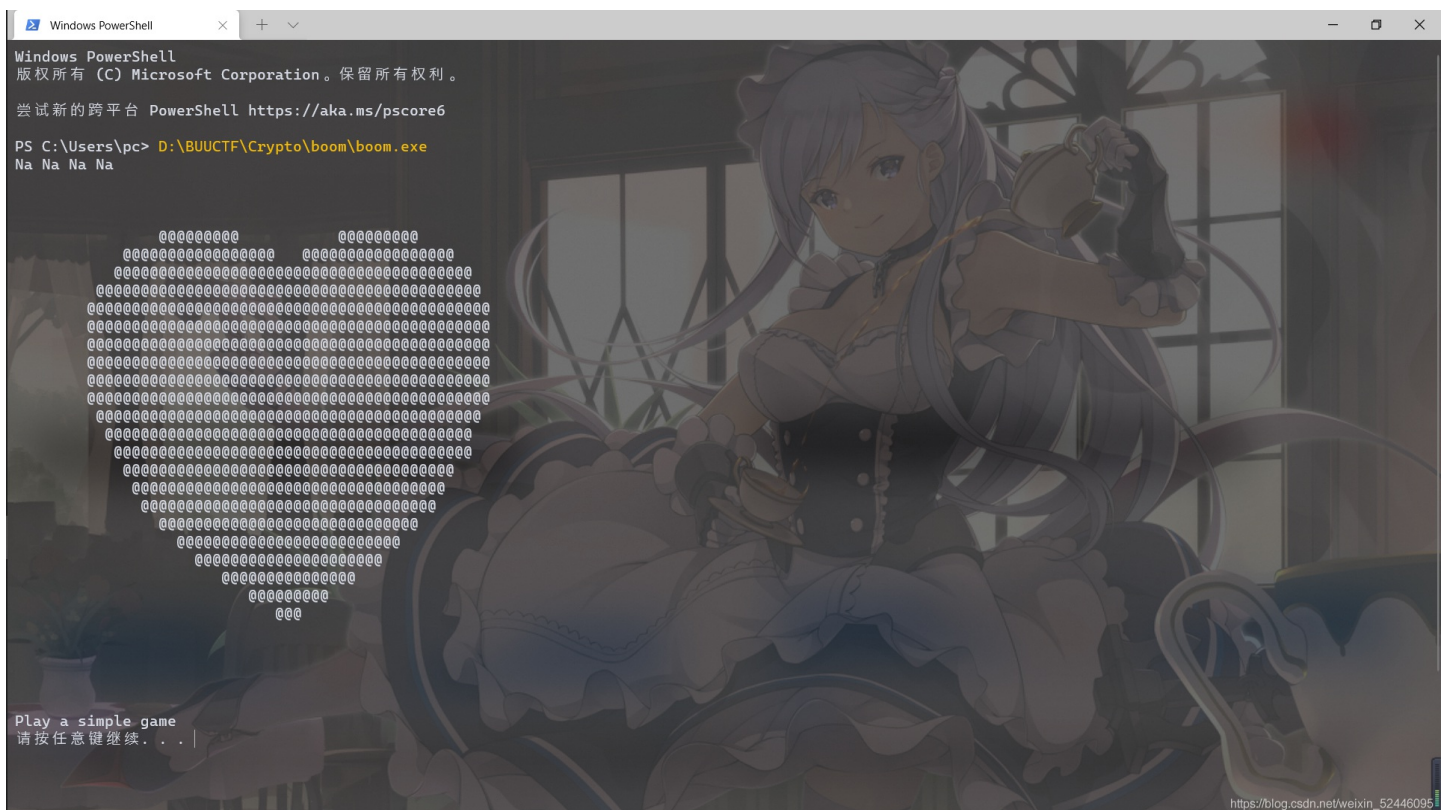 Windows PowerShell
Windows PowerShell
版权所有 (C) Microsoft Corporation。保留所有权利。
尝试新的跨平台 PowerShell https://aka.ms/pscore6
PS C:\Users\pc> D:\BUUCTF\Crypto\boom\boom.exe
Na Na Na Na
Play a simple game
请按任意键继续. . .
https://blog.csdn.net/weixin_52446095